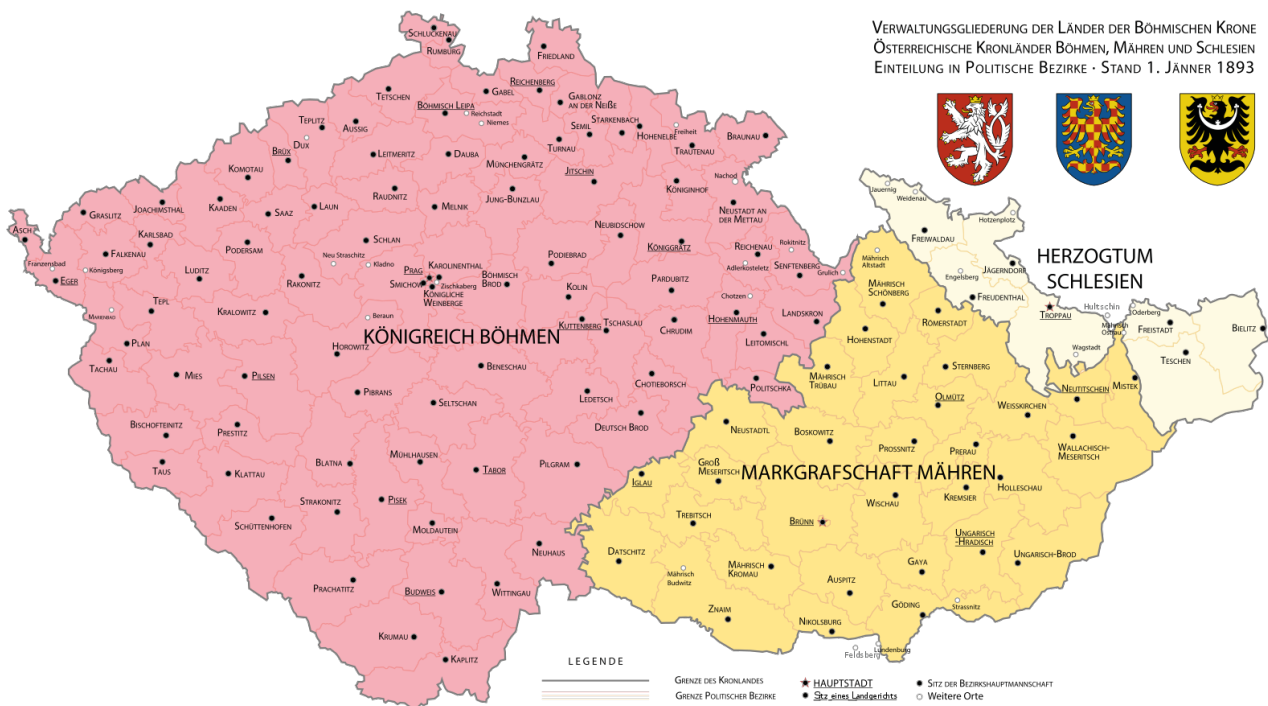 Verwaltungsgliederung der Länder der Böhmischen Krone
Österreichische Kronländer Böhmen, Mähren und Schlesien
Einteilung in Politische Bezirke · Stand 1. Jänner 1893
Schluckenau
Rumburg
Friedland
Reichenberg
Gabel
Gablonz
an der Neiße
Tetschen
Böhmisch Leipa
Reichstadt
Niemes
Teplitz
Aussig
Dux
Brüx
Semil
Starkenbach
Hohenelbe
Freiheit
Trautenau
Braunau
Turnau
Leitmeritz
Dauba
Münchengrätz
Jitschin
Nachod
Königinhof
Komotau
Kaaden
Saaz
Laun
Raudnitz
Melnik
Jung-Bunzlau
Neustadt an
der Mettau
Graslitz
Joachimsthal
Asch
Karlsbad
Falkenau
Franzensbad
Königsberg
Eger
Luditz
Podersam
Schlan
Neu Straschitz
Kladno
Rakonitz
Neubidschow
Königgrätz
Reichenau
Rokitnitz
Adlerkosteletz
Senftenberg
Grulich
Prag
Karolinenthal
Smichow
Zischkaberg
Königliche
Weinberge
Böhmisch
Brod
Podiebrad
Kolin
Pardubitz
Chotzen
Marienbad
Tepl
Kralowitz
Beraun
Kuttenberg
Tschaslau
Chrudim
Hohenmauth
Landskron
Leitomischl
KÖNIGREICH BÖHMEN
Plan
Tachau
Mies
Pilsen
Horowitz
Pibrans
Beneschau
Seltschan
Ledetsch
Chotieborsch
Politschka
Deutsch Brod
Bischofteinitz
Prestitz
Taus
Klattau
Blatna
Mühlhausen
Tabor
Pilgram
Strakonitz
Pisek
Schüttenhofen
Moldautein
Neuhaus
Prachatitz
Budweis
Wittingau
Krumau
Kaplitz
Jauernig
Weidenau
Hotzenplotz
Freiwaldau
HERZOGTUM
SCHLESIEN
Mährisch
Altstadt
Engelsberg
Jägerndorf
Freudenthal
Troppau
Hultschin
Oderberg
Mährisch
Ostrau
Wagstadt
Freistadt
Bielitz
Teschen
Mährisch
Schönberg
Römerstadt
Hohenstadt
Mährisch
Trübau
Littau
Sternberg
Olmütz
Neutitschein
Mistek
Weisskirchen
Neustadtl
Boskowitz
Prossnitz
Prerau
Wallachisch-
Meseritsch
Groß
Meseritsch
MARKGRAFSCHAFT MÄHREN
Iglau
Kremsier
Holleschau
Wischau
Trebitsch
Brünn
Ungarisch
-Hradisch
Ungarisch-Brod
Datschitz
Mährisch
Budwitz
Mährisch
Kromau
Auspitz
Gaya
Znaim
Nikolsburg
Göding
Strassnitz
Feldsberg
Lundenburg
LEGENDE
Grenze des Kronlandes
Grenze Politischer Bezirke
HAUPTSTADT
Sitz eines Landgerichts
Sitz der Bezirkshauptmannschaft
Weitere Orte